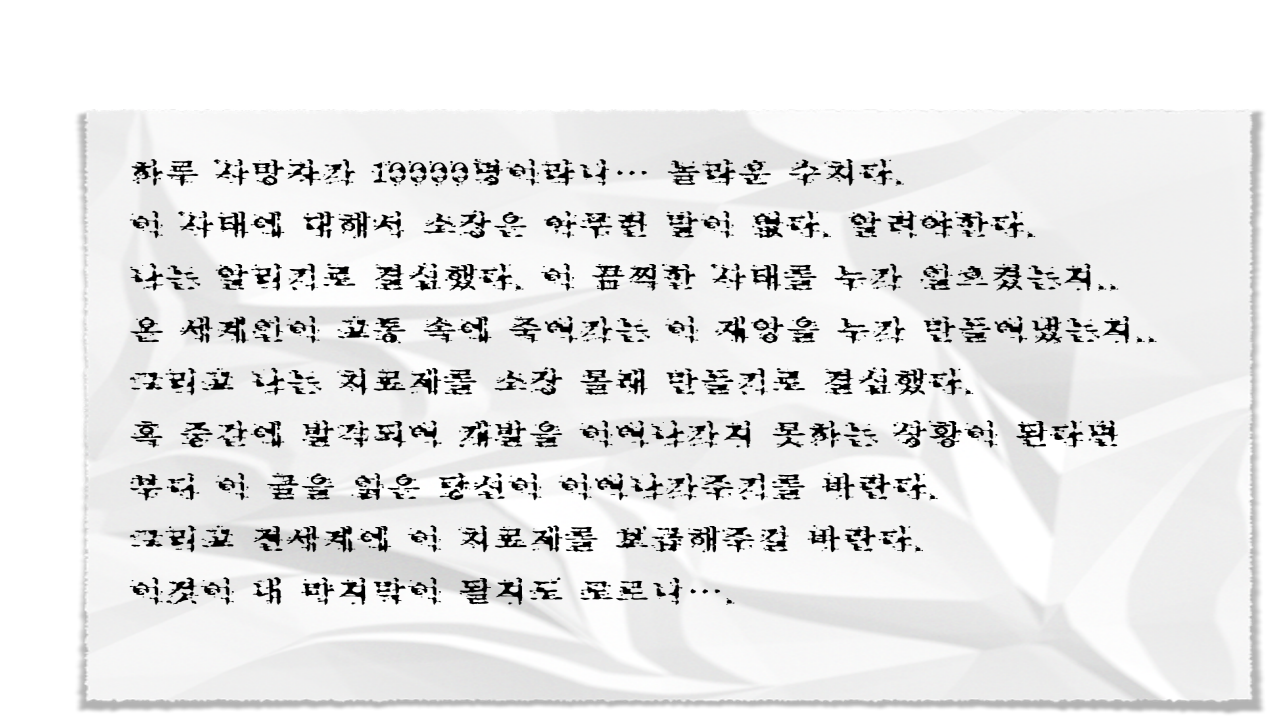 하루 사망자가 10000명이라니… 놀라운 수치다.
이 사태에 대해서 소장은 아무런 말이 없다. 알려야한다.
나는 알리기로 결심했다. 이 끔찍한 사태를 누가 일으켰는지..
온 세계인이 고통 속에 죽어가는 이 재앙을 누가 만들어냈는지..
그리고 나는 치료제를 소장 몰래 만들기로 결심했다.
혹 중간에 발각되어 개발을 이어나가지 못하는 상황이 된다면
부디 이 글을 읽은 당신이 이어나가주기를 바란다.
그리고 전세계에 이 치료제를 보급해주길 바란다.
이것이 내 마지막이 될지도 모르니….